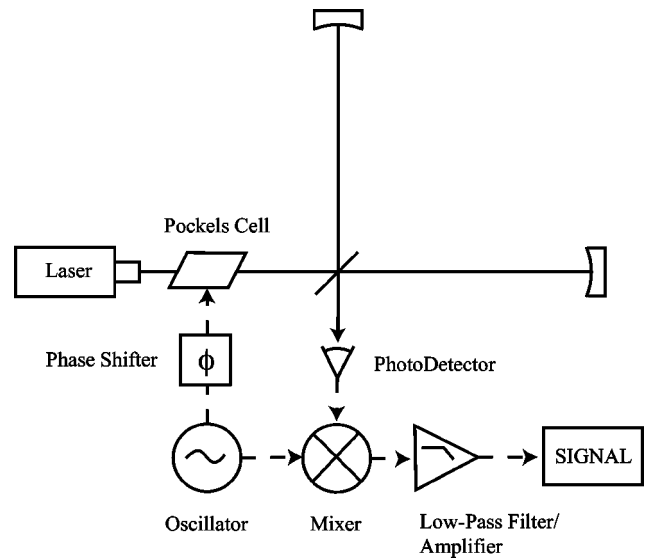 Pockels Cell
Laser
Phase Shifter
ϕ
PhotoDetector
SIGNAL
Oscillator
Mixer
Low-Pass Filter/
Amplifier